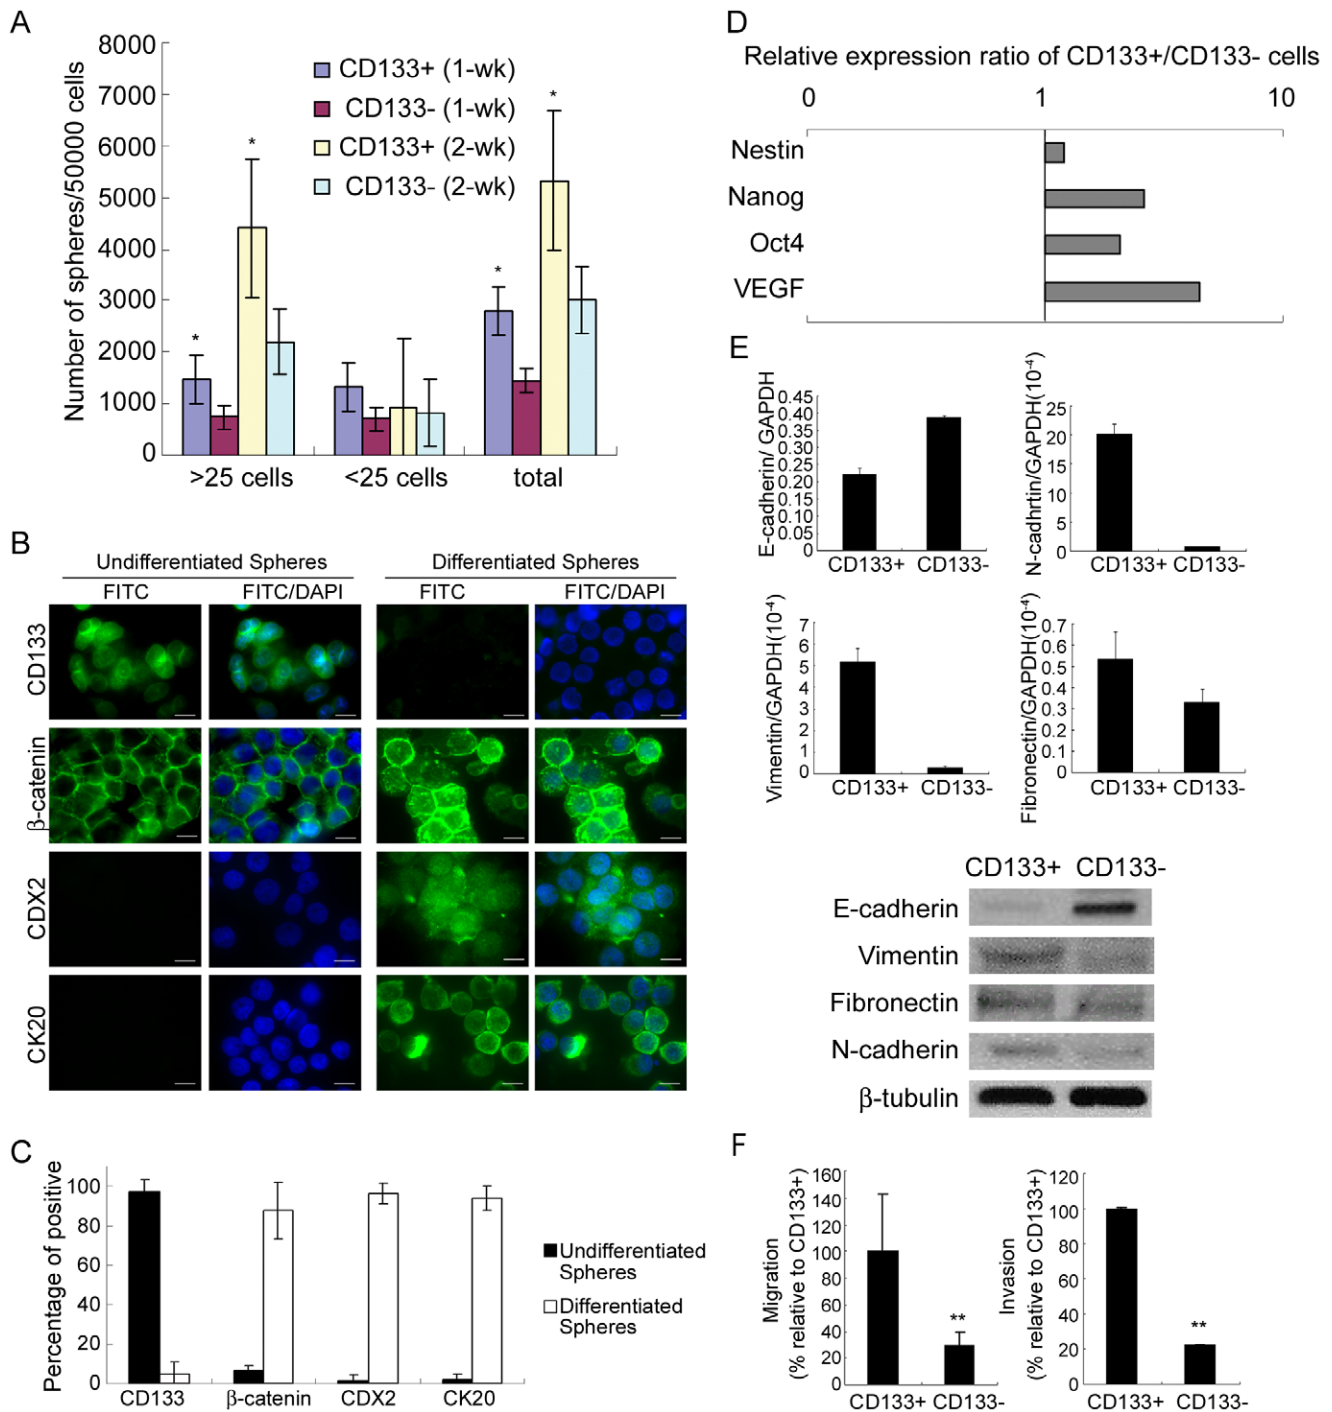 A
8000
7000
6000
5000
4000
3000
2000
1000
0
Number of spheres/50000 cells
CD133+ (1-wk)
CD133- (1-wk)
CD133+ (2-wk)
CD133- (2-wk)
*
*
*
*
>25 cells
<25 cells
total
B
Undifferentiated Spheres
Differentiated Spheres
FITC
FITC/DAPI
FITC
FITC/DAPI
CD133
β-catenin
CDX2
CK20
C
Percentage of positive
100
80
60
40
20
0
CD133
β-catenin
CDX2
CK20
Undifferentiated
Spheres
Differentiated
Spheres
D
Relative expression ratio of CD133+/CD133- cells
0
1
10
Nestin
Nanog
Oct4
VEGF
E
E-cadherin/ GAPDH
0.45
0.40
0.35
0.30
0.25
0.20
0.15
0.10
0.05
0
CD133+
CD133-
N-cadhrtin/GAPDH(10-4)
25
20
15
10
5
0
CD133+
CD133-
Vimentin/GAPDH(10-4)
7
6
5
4
3
2
1
0
CD133+
CD133-
Fibronectin/GAPDH(10-4)
0.7
0.6
0.5
0.4
0.3
0.2
0.1
0
CD133+
CD133-
CD133+
CD133-
E-cadherin
Vimentin
Fibronectin
N-cadherin
β-tubulin
F
Migration
(% relative to CD133+)
160
140
120
100
80
60
40
20
0
**
CD133+
CD133-
Invasion
(% relative to CD133+)
120
100
80
60
40
20
0
**
CD133+
CD133-